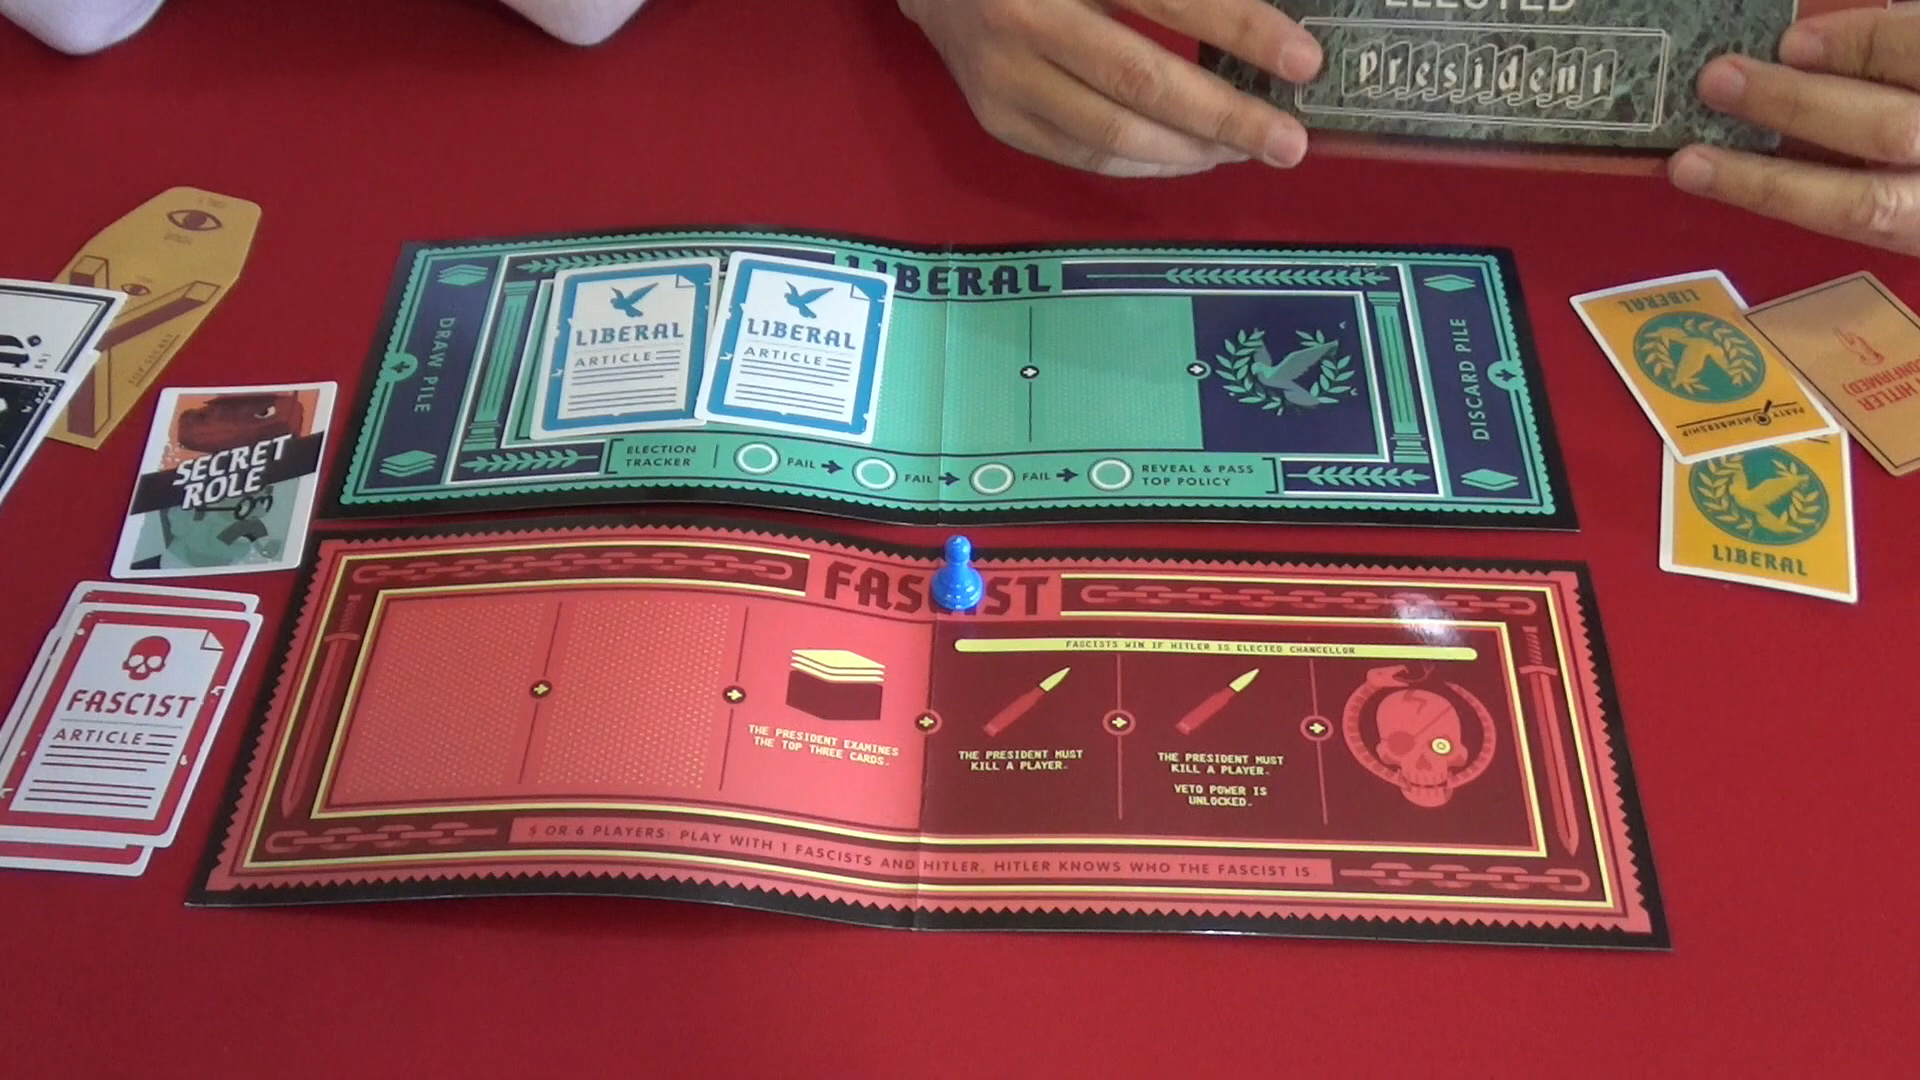 ELECTED
President
LIBERAL
DRAW PILE
LIBERAL
ARTICLE
LIBERAL
ARTICLE
DISCARD PILE
ELECTION
TRACKER
FAIL
FAIL
FAIL
REVEAL & PASS
TOP POLICY
SECRET
ROLE
LIBERAL
PARTY MEMBERSHIP
HITLER
LIBERAL
FASCIST
ARTICLE
FASCIST
FASCISTS WIN IF HITLER IS ELECTED CHANCELLOR
THE PRESIDENT EXAMINES
THE TOP THREE CARDS.
THE PRESIDENT MUST
KILL A PLAYER.
THE PRESIDENT MUST
KILL A PLAYER.
VETO POWER IS
UNLOCKED.
5 OR 6 PLAYERS: PLAY WITH 1 FASCISTS AND HITLER. HITLER KNOWS WHO THE FASCIST IS.